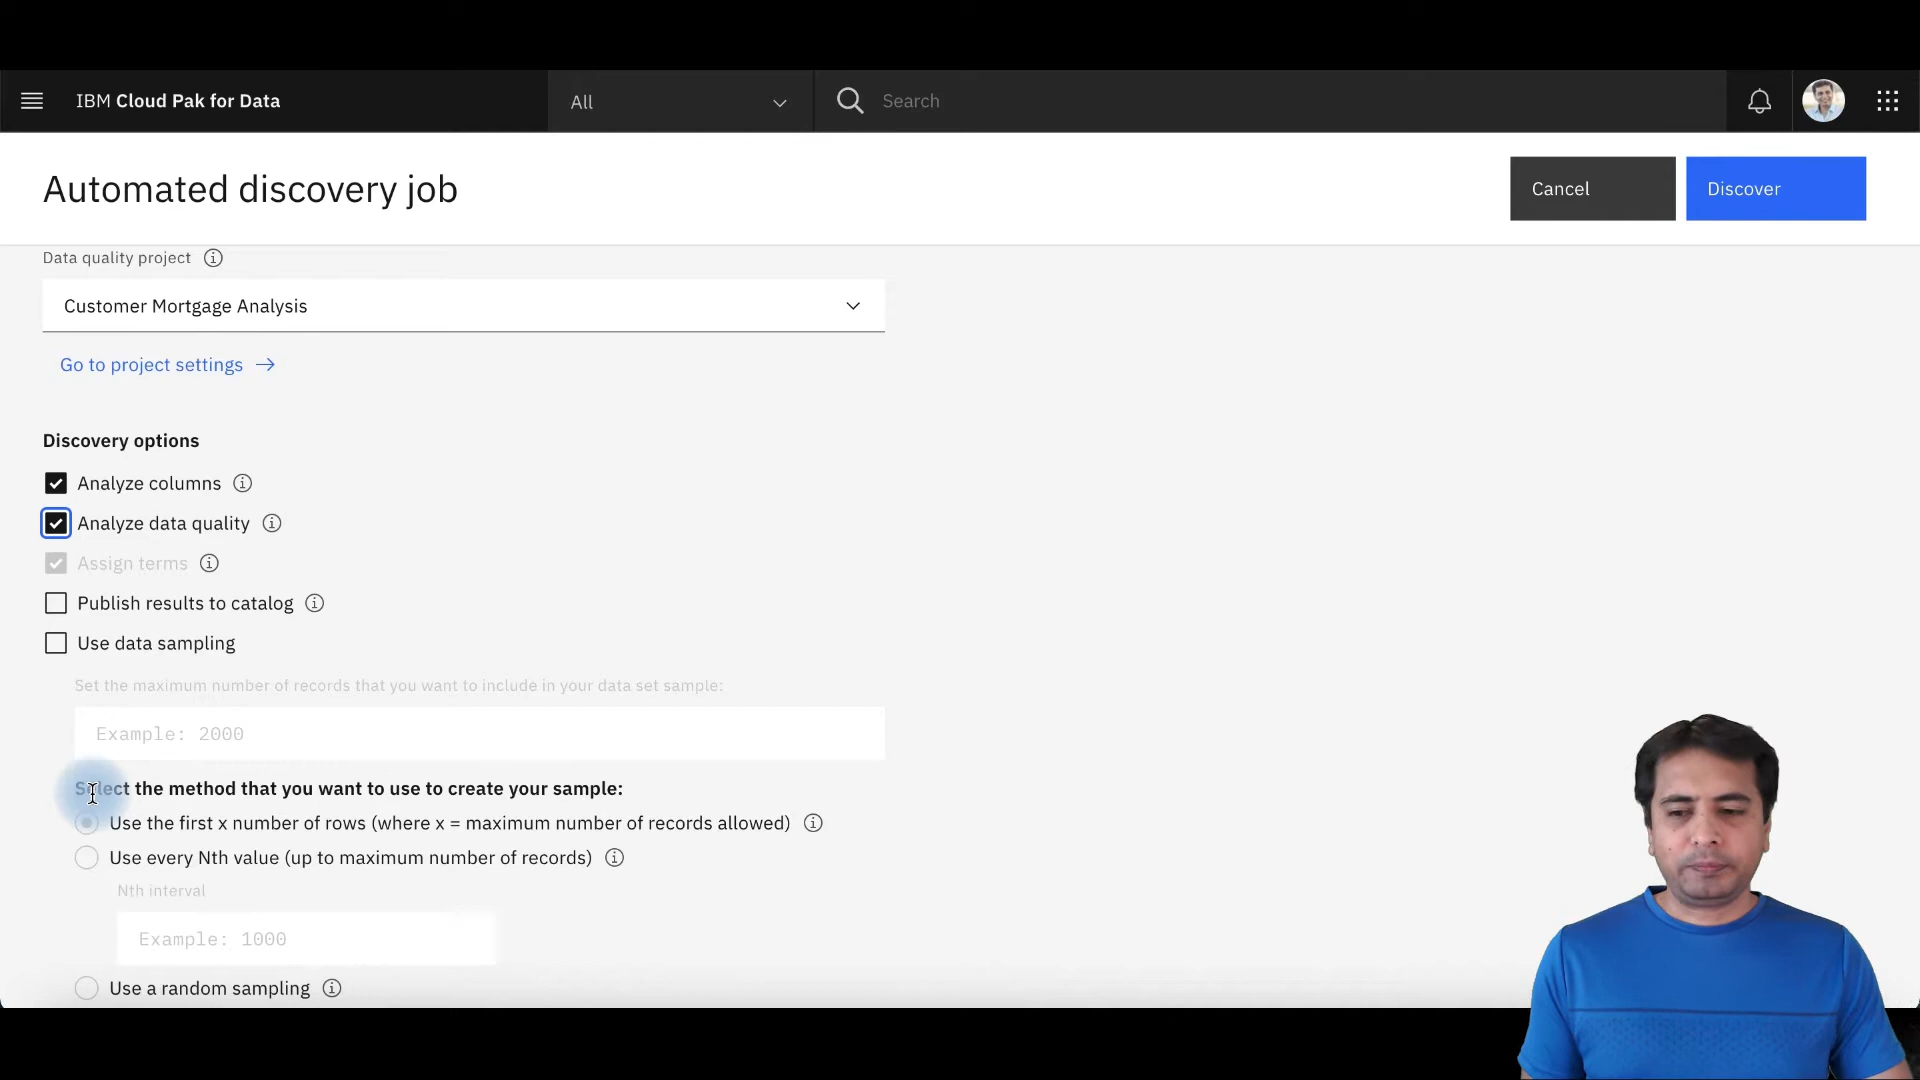 IBM Cloud Pak for Data
All
Search
Automated discovery job
Cancel
Discover
Data quality project
Customer Mortgage Analysis
Go to project settings
Discovery options
Analyze columns
Analyze data quality
Assign terms
Publish results to catalog
Use data sampling
Set the maximum number of records that you want to include in your data set sample:
Example: 2000
Select the method that you want to use to create your sample:
Use the first x number of rows (where x = maximum number of records allowed)
Use every Nth value (up to maximum number of records)
Nth interval
Example: 1000
Use a random sampling